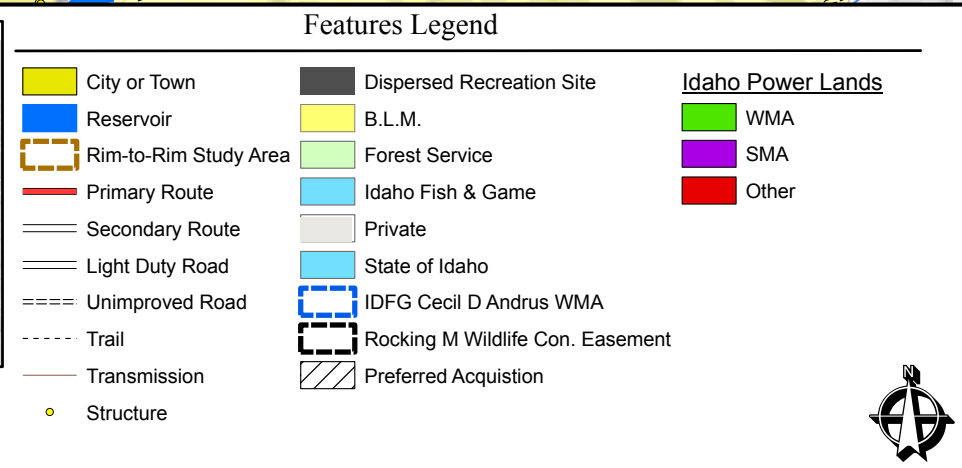 Features Legend
City or Town
Reservoir
Rim-to-Rim Study Area
Primary Route
Secondary Route
Light Duty Road
Unimproved Road
Trail
Transmission
Structure
Dispersed Recreation Site
B.L.M.
Forest Service
Idaho Fish & Game
Private
State of Idaho
IDFG Cecil D Andrus WMA
Rocking M Wildlife Con. Easement
Preferred Acquistion
Idaho Power Lands
WMA
SMA
Other
N